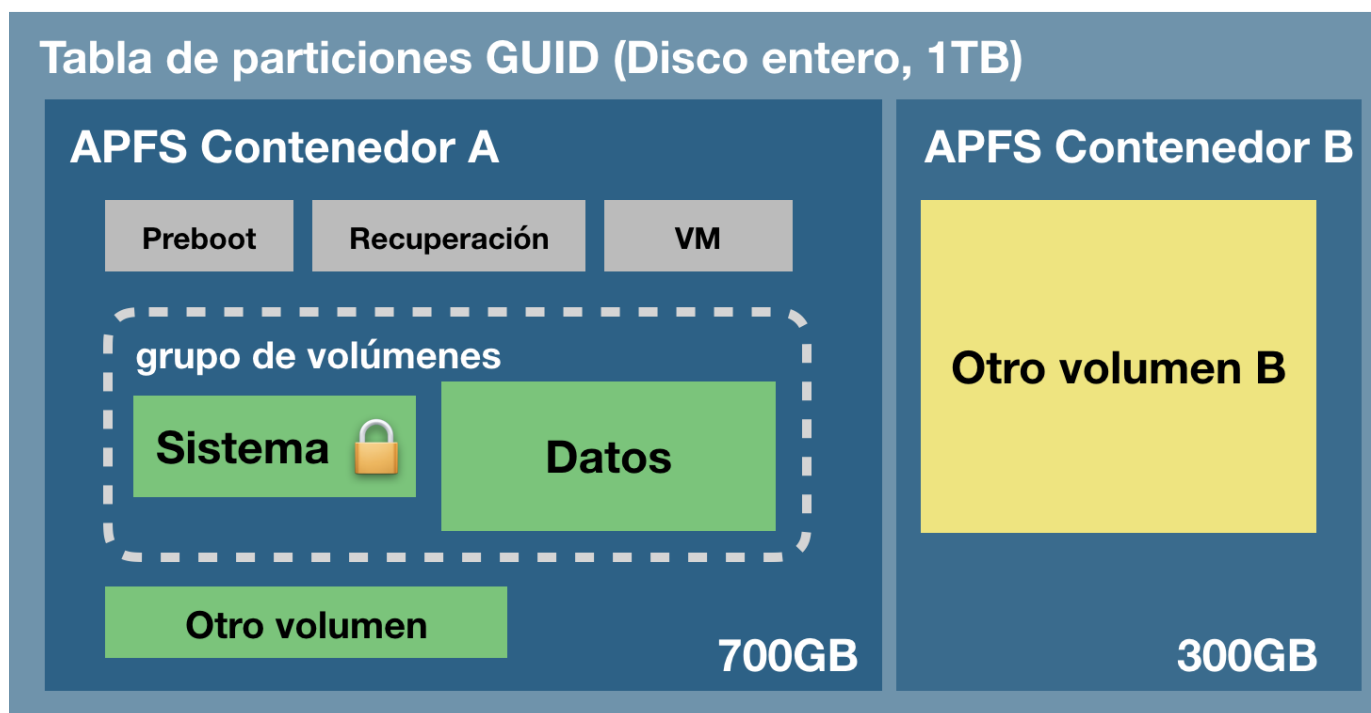 Tabla de particiones GUID (Disco entero, 1TB)
APFS Contenedor A
Preboot
Recuperación
VM
grupo de volúmenes
Sistema
Datos
Otro volumen
700GB
APFS Contenedor B
Otro volumen B
300GB